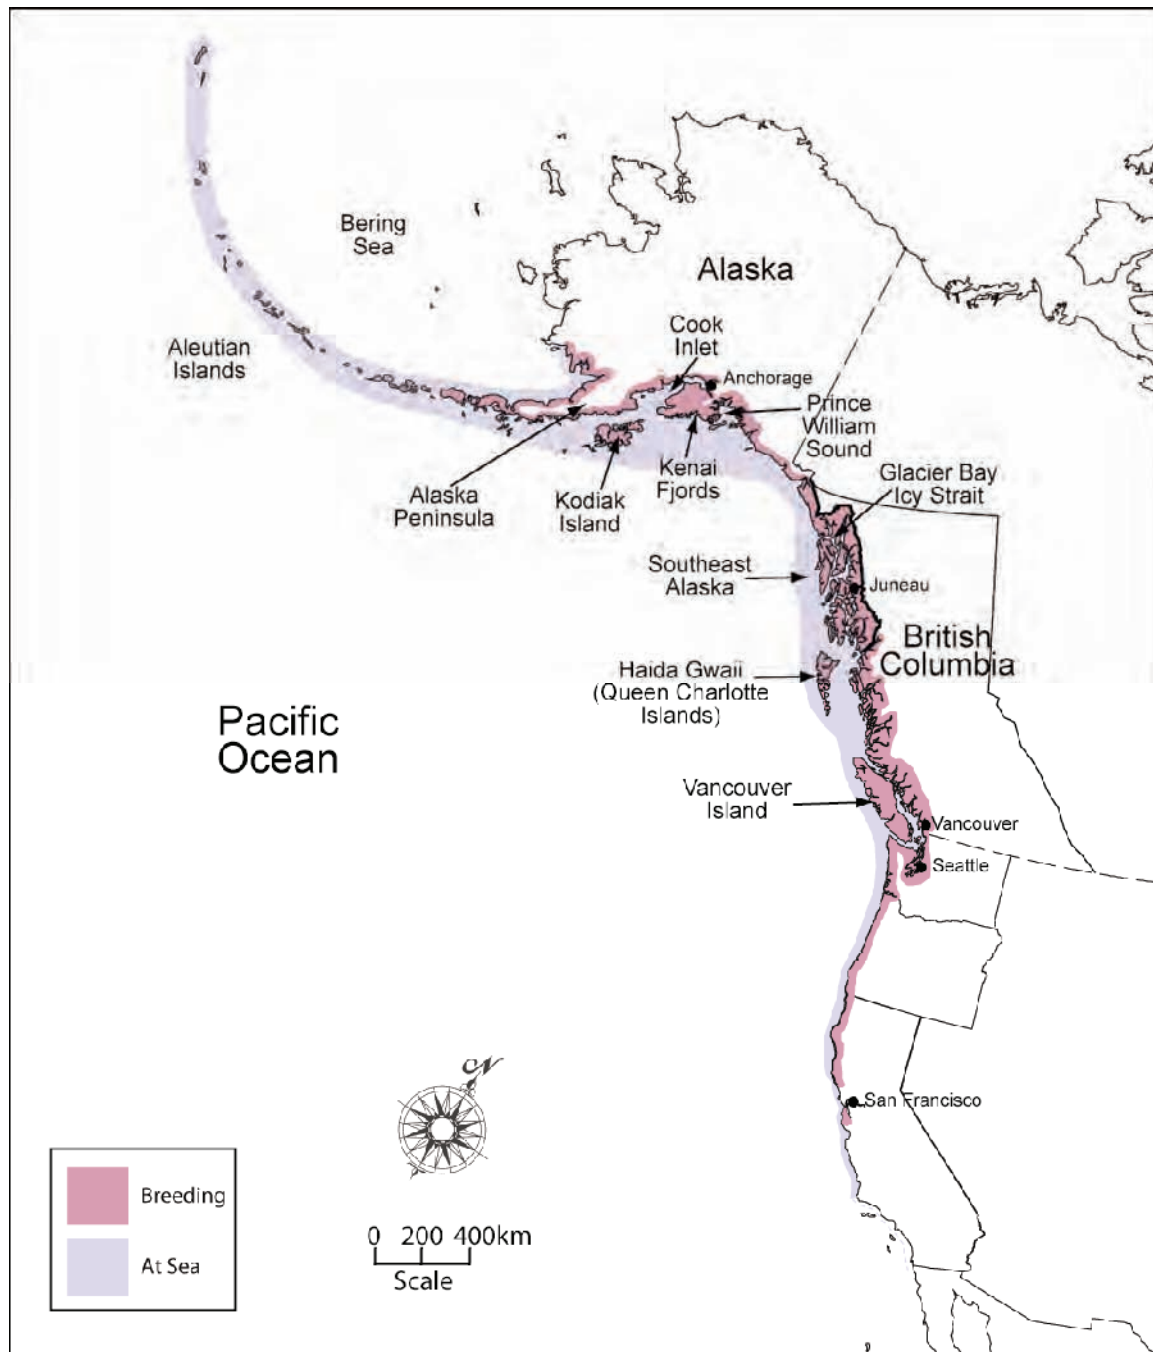 Bering
Sea
Alaska
Aleutian
Islands
Cook
Inlet
Anchorage
Prince
William
Sound
Kenai
Fjords
Glacier Bay
Icy Strait
Alaska
Peninsula
Kodiak
Island
Southeast
Alaska
Juneau
British
Columbia
Haida Gwaii
(Queen Charlotte
Islands)
Pacific
Ocean
Vancouver
Island
Vancouver
Seattle
San Francisco
N
Breeding
At Sea
0 200 400km
Scale